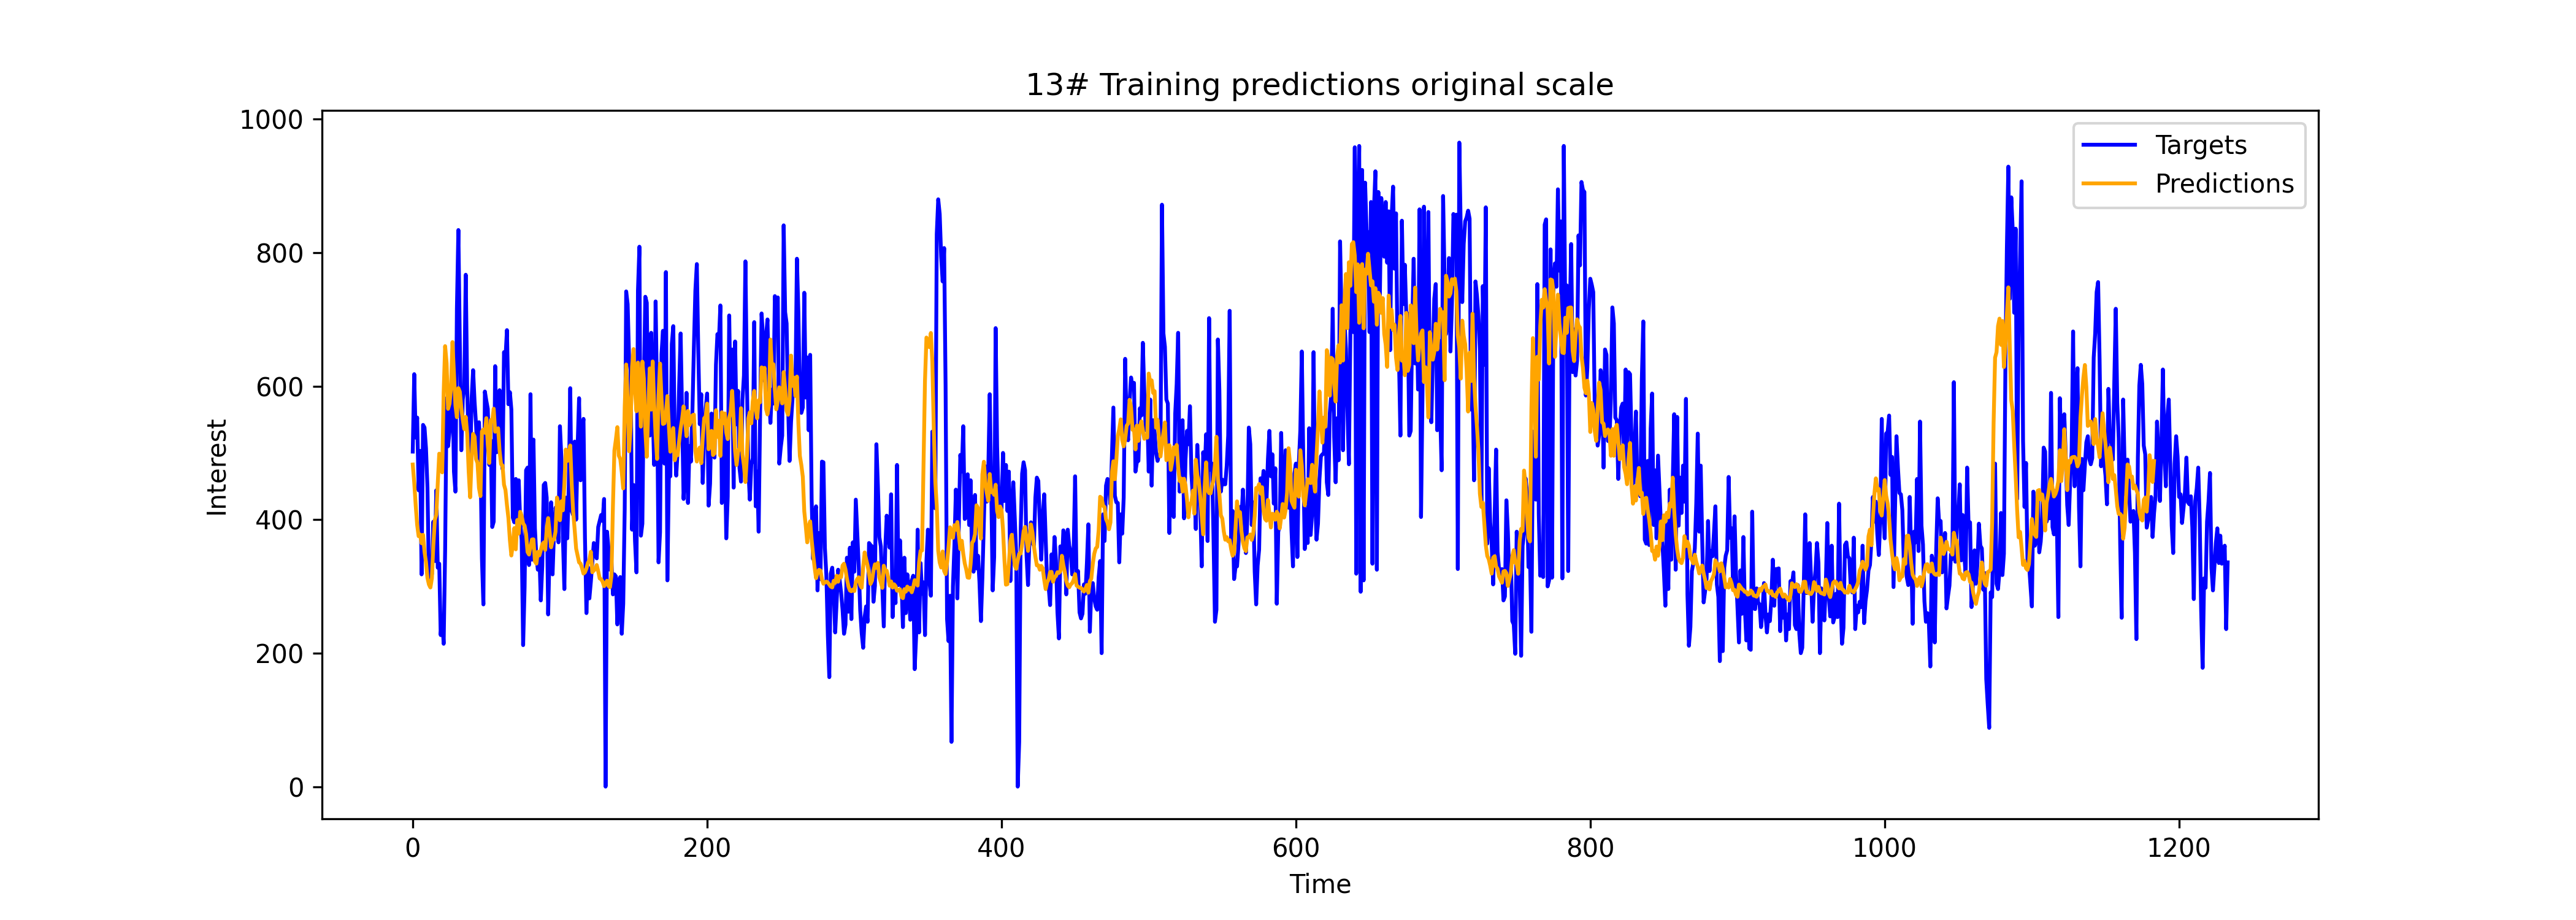 13# Training predictions original scale
Targets
Predictions
Interest
1000
800
600
400
200
0
0 200 400 600 800 1000 1200
Time